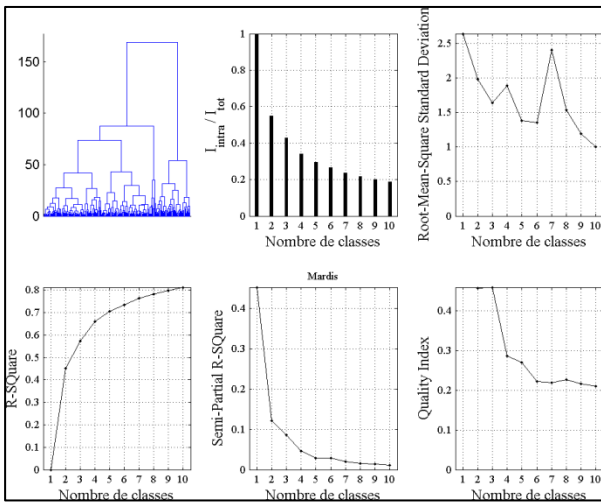 150
100
50
0
I_intra / I_tot
1
0.8
0.6
0.4
0.2
0
1 2 3 4 5 6 7 8 9 10
Nombre de classes
Root-Mean-Square Standard Deviation
2.5
2
1.5
1
1 2 3 4 5 6 7 8 9 10
Nombre de classes
Mardis
R-SQuare
0.8
0.7
0.6
0.5
0.4
0.3
0.2
0.1
0
1 2 3 4 5 6 7 8 9 10
Nombre de classes
Semi-Partial R-SQuare
0.4
0.3
0.2
0.1
0
1 2 3 4 5 6 7 8 9 10
Nombre de classes
Quality Index
0.4
0.3
0.2
0.1
0
1 2 3 4 5 6 7 8 9 10
Nombre de classes